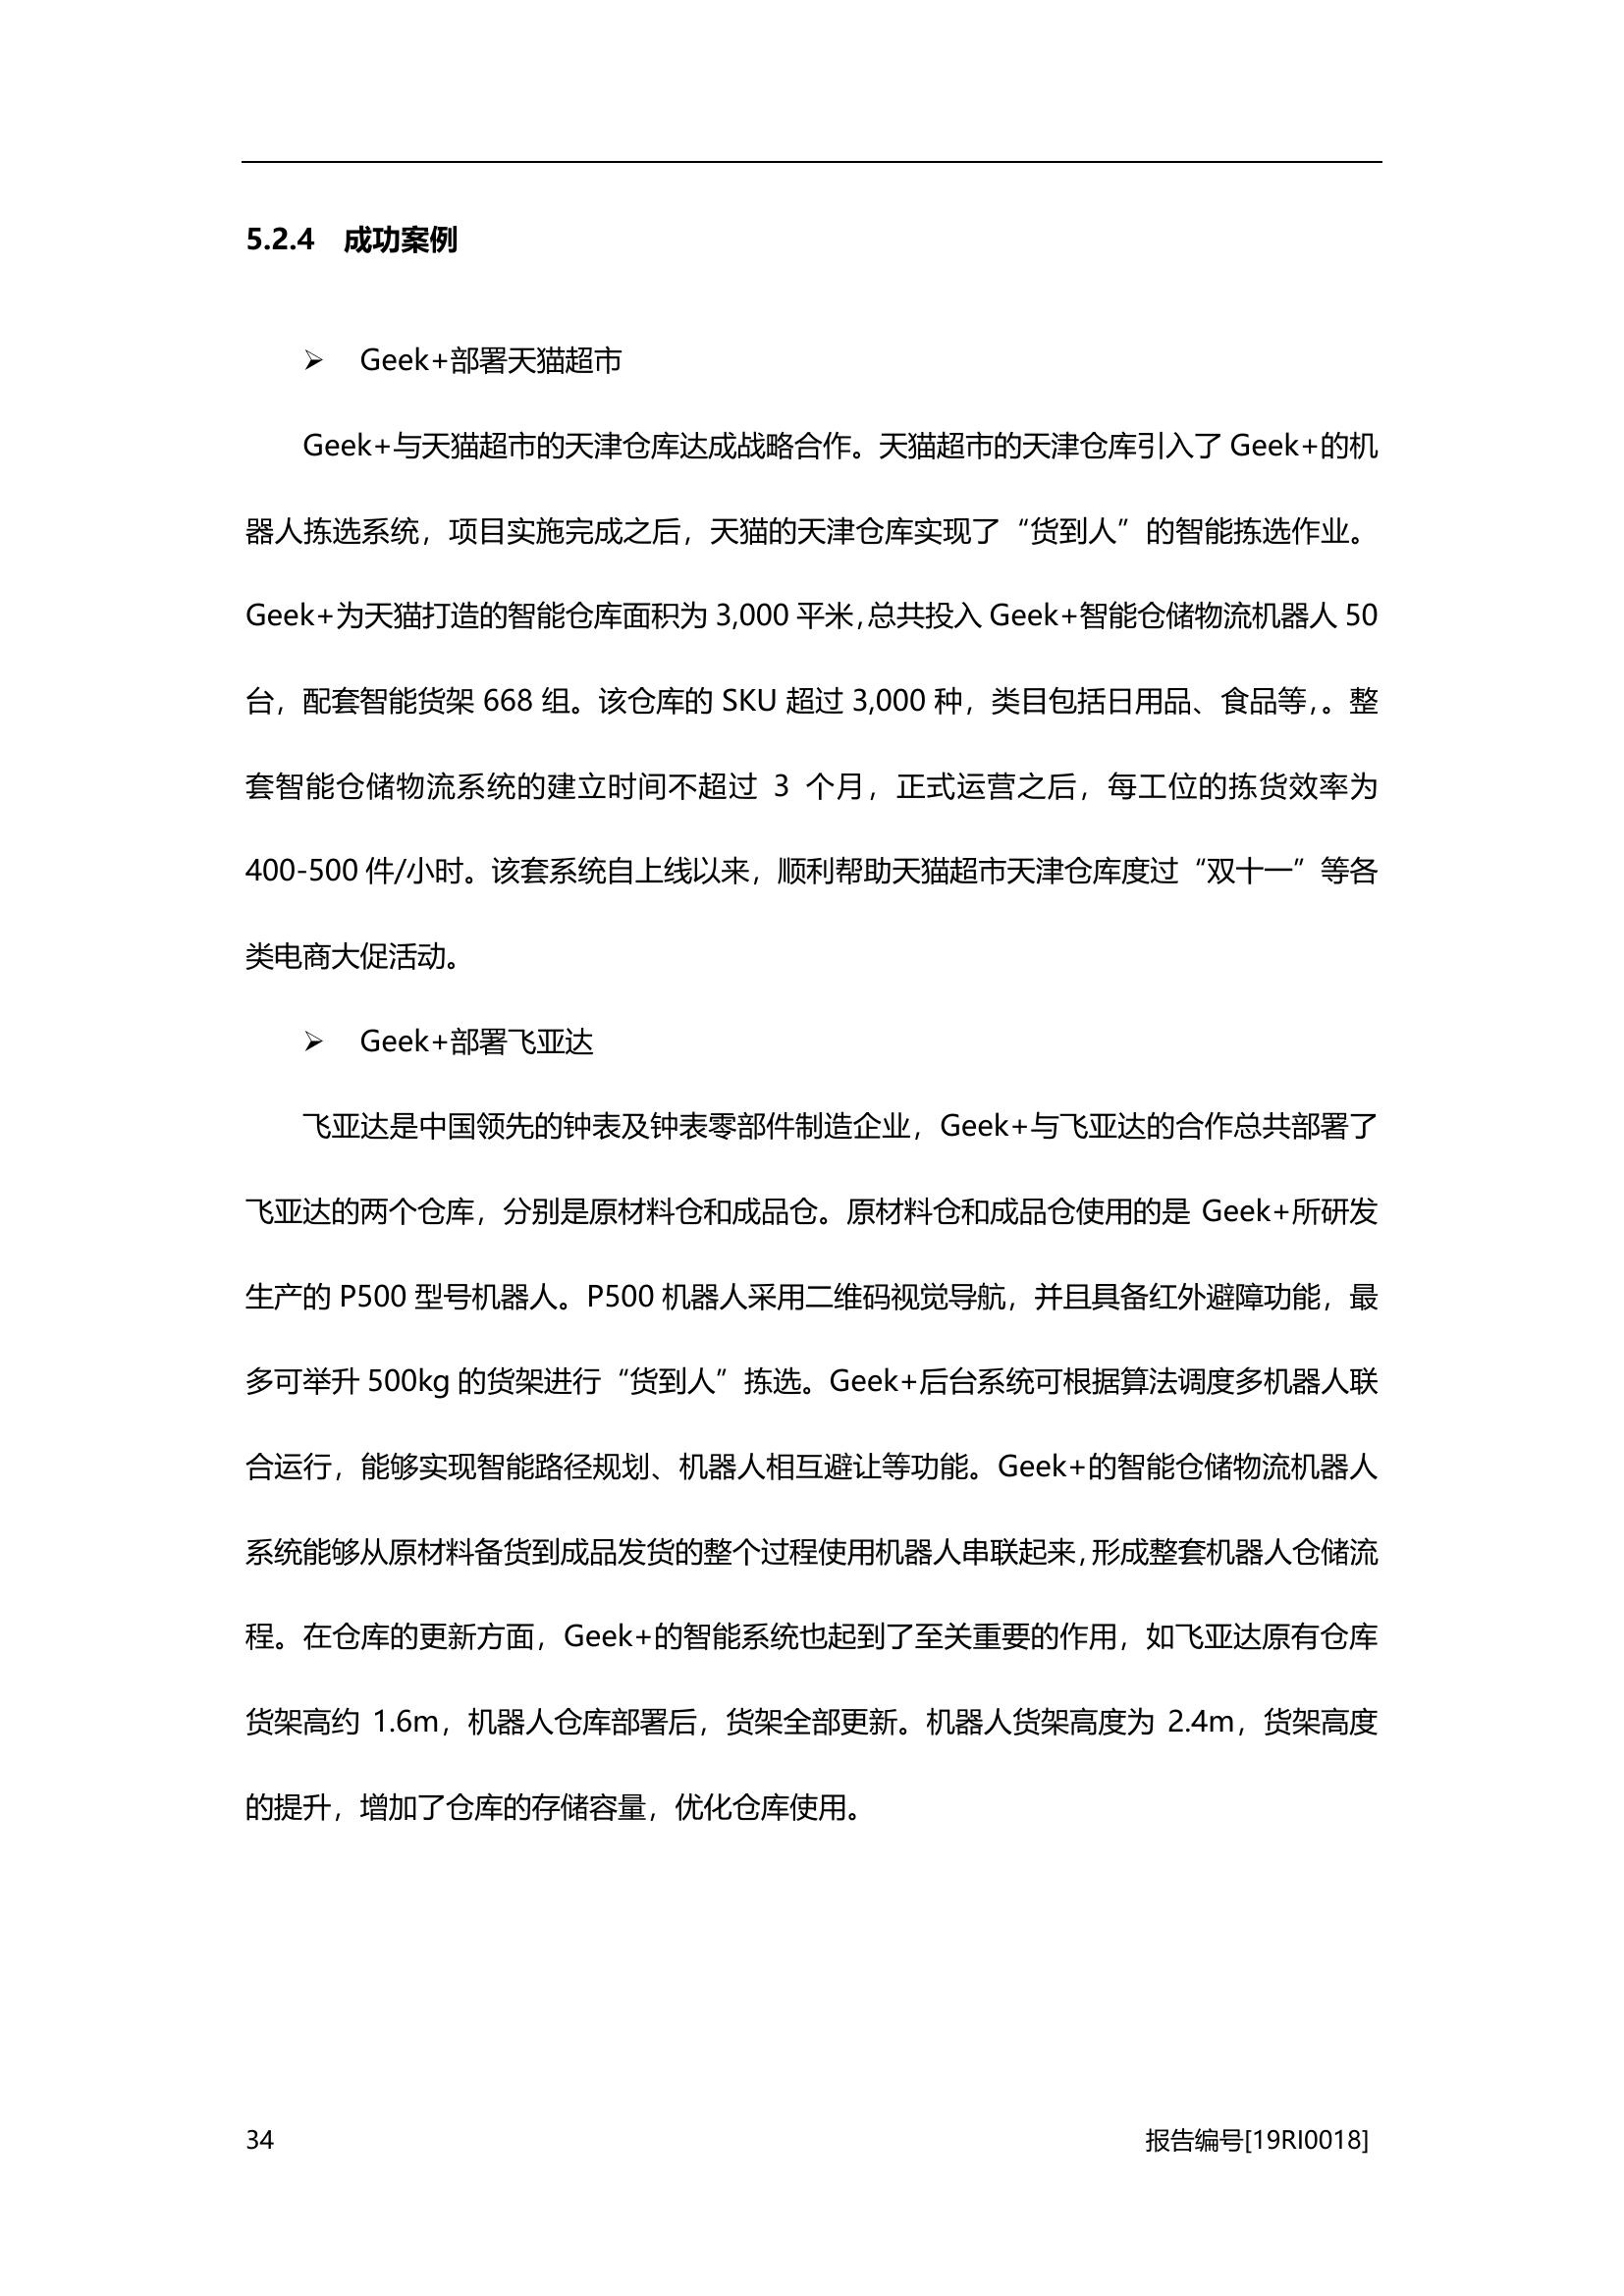 5.2.4 成功案例
➢ Geek+部署天猫超市
Geek+与天猫超市的天津仓库达成战略合作。天猫超市的天津仓库引入了 Geek+的机
器人拣选系统，项目实施完成之后，天猫的天津仓库实现了“货到人”的智能拣选作业。
Geek+为天猫打造的智能仓库面积为 3,000 平米，总共投入 Geek+智能仓储物流机器人 50
台，配套智能货架 668 组。该仓库的 SKU 超过 3,000 种，类目包括日用品、食品等，。整
套智能仓储物流系统的建立时间不超过 3 个月，正式运营之后，每工位的拣货效率为
400-500 件/小时。该套系统自上线以来，顺利帮助天猫超市天津仓库度过“双十一”等各
类电商大促活动。
➢ Geek+部署飞亚达
飞亚达是中国领先的钟表及钟表零部件制造企业，Geek+与飞亚达的合作总共部署了
飞亚达的两个仓库，分别是原材料仓和成品仓。原材料仓和成品仓使用的是 Geek+所研发
生产的 P500 型号机器人。P500 机器人采用二维码视觉导航，并且具备红外避障功能，最
多可举升 500kg 的货架进行“货到人”拣选。Geek+后台系统可根据算法调度多机器人联
合运行，能够实现智能路径规划、机器人相互避让等功能。Geek+的智能仓储物流机器人
系统能够从原材料备货到成品发货的整个过程使用机器人串联起来，形成整套机器人仓储流
程。在仓库的更新方面，Geek+的智能系统也起到了至关重要的作用，如飞亚达原有仓库
货架高约 1.6m，机器人仓库部署后，货架全部更新。机器人货架高度为 2.4m，货架高度
的提升，增加了仓库的存储容量，优化仓库使用。
34 报告编号[19RI0018]